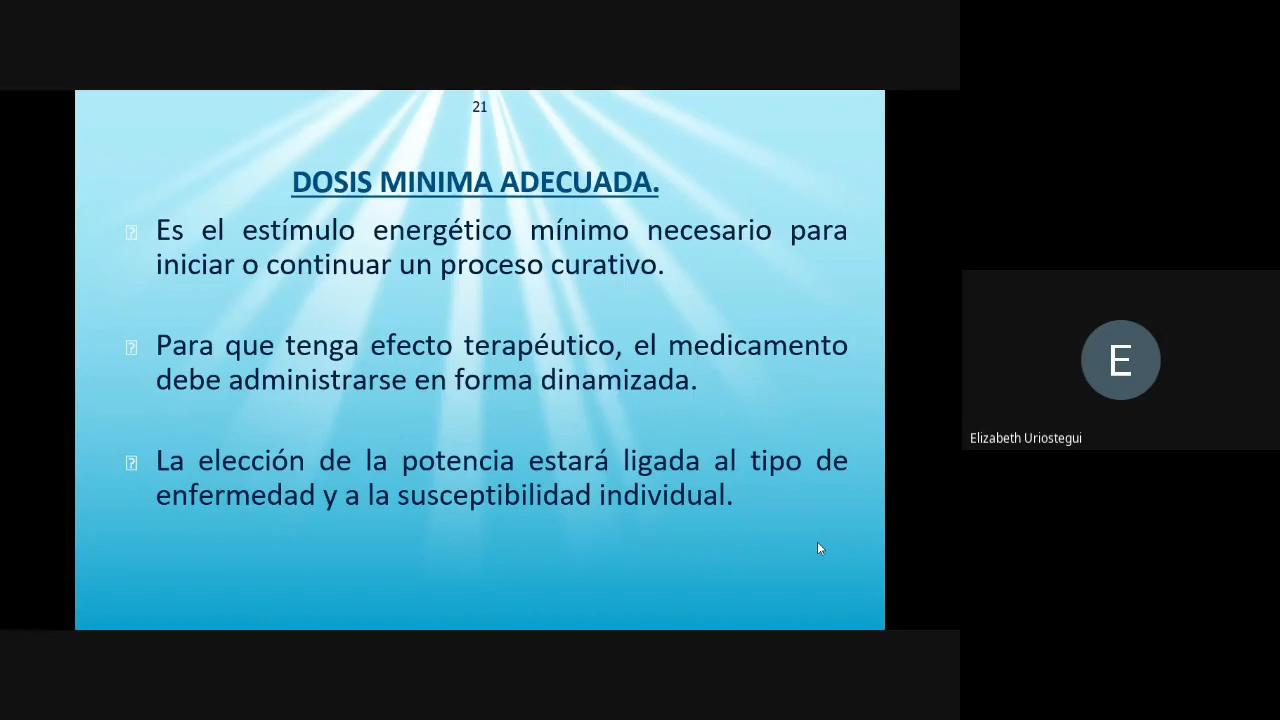 21
DOSIS MINIMA ADECUADA.
Es el estímulo energético mínimo necesario para
iniciar o continuar un proceso curativo.
Para que tenga efecto terapéutico, el medicamento
debe administrarse en forma dinamizada.
La elección de la potencia estará ligada al tipo de
enfermedad y a la susceptibilidad individual.
E
Elizabeth Uriostegui